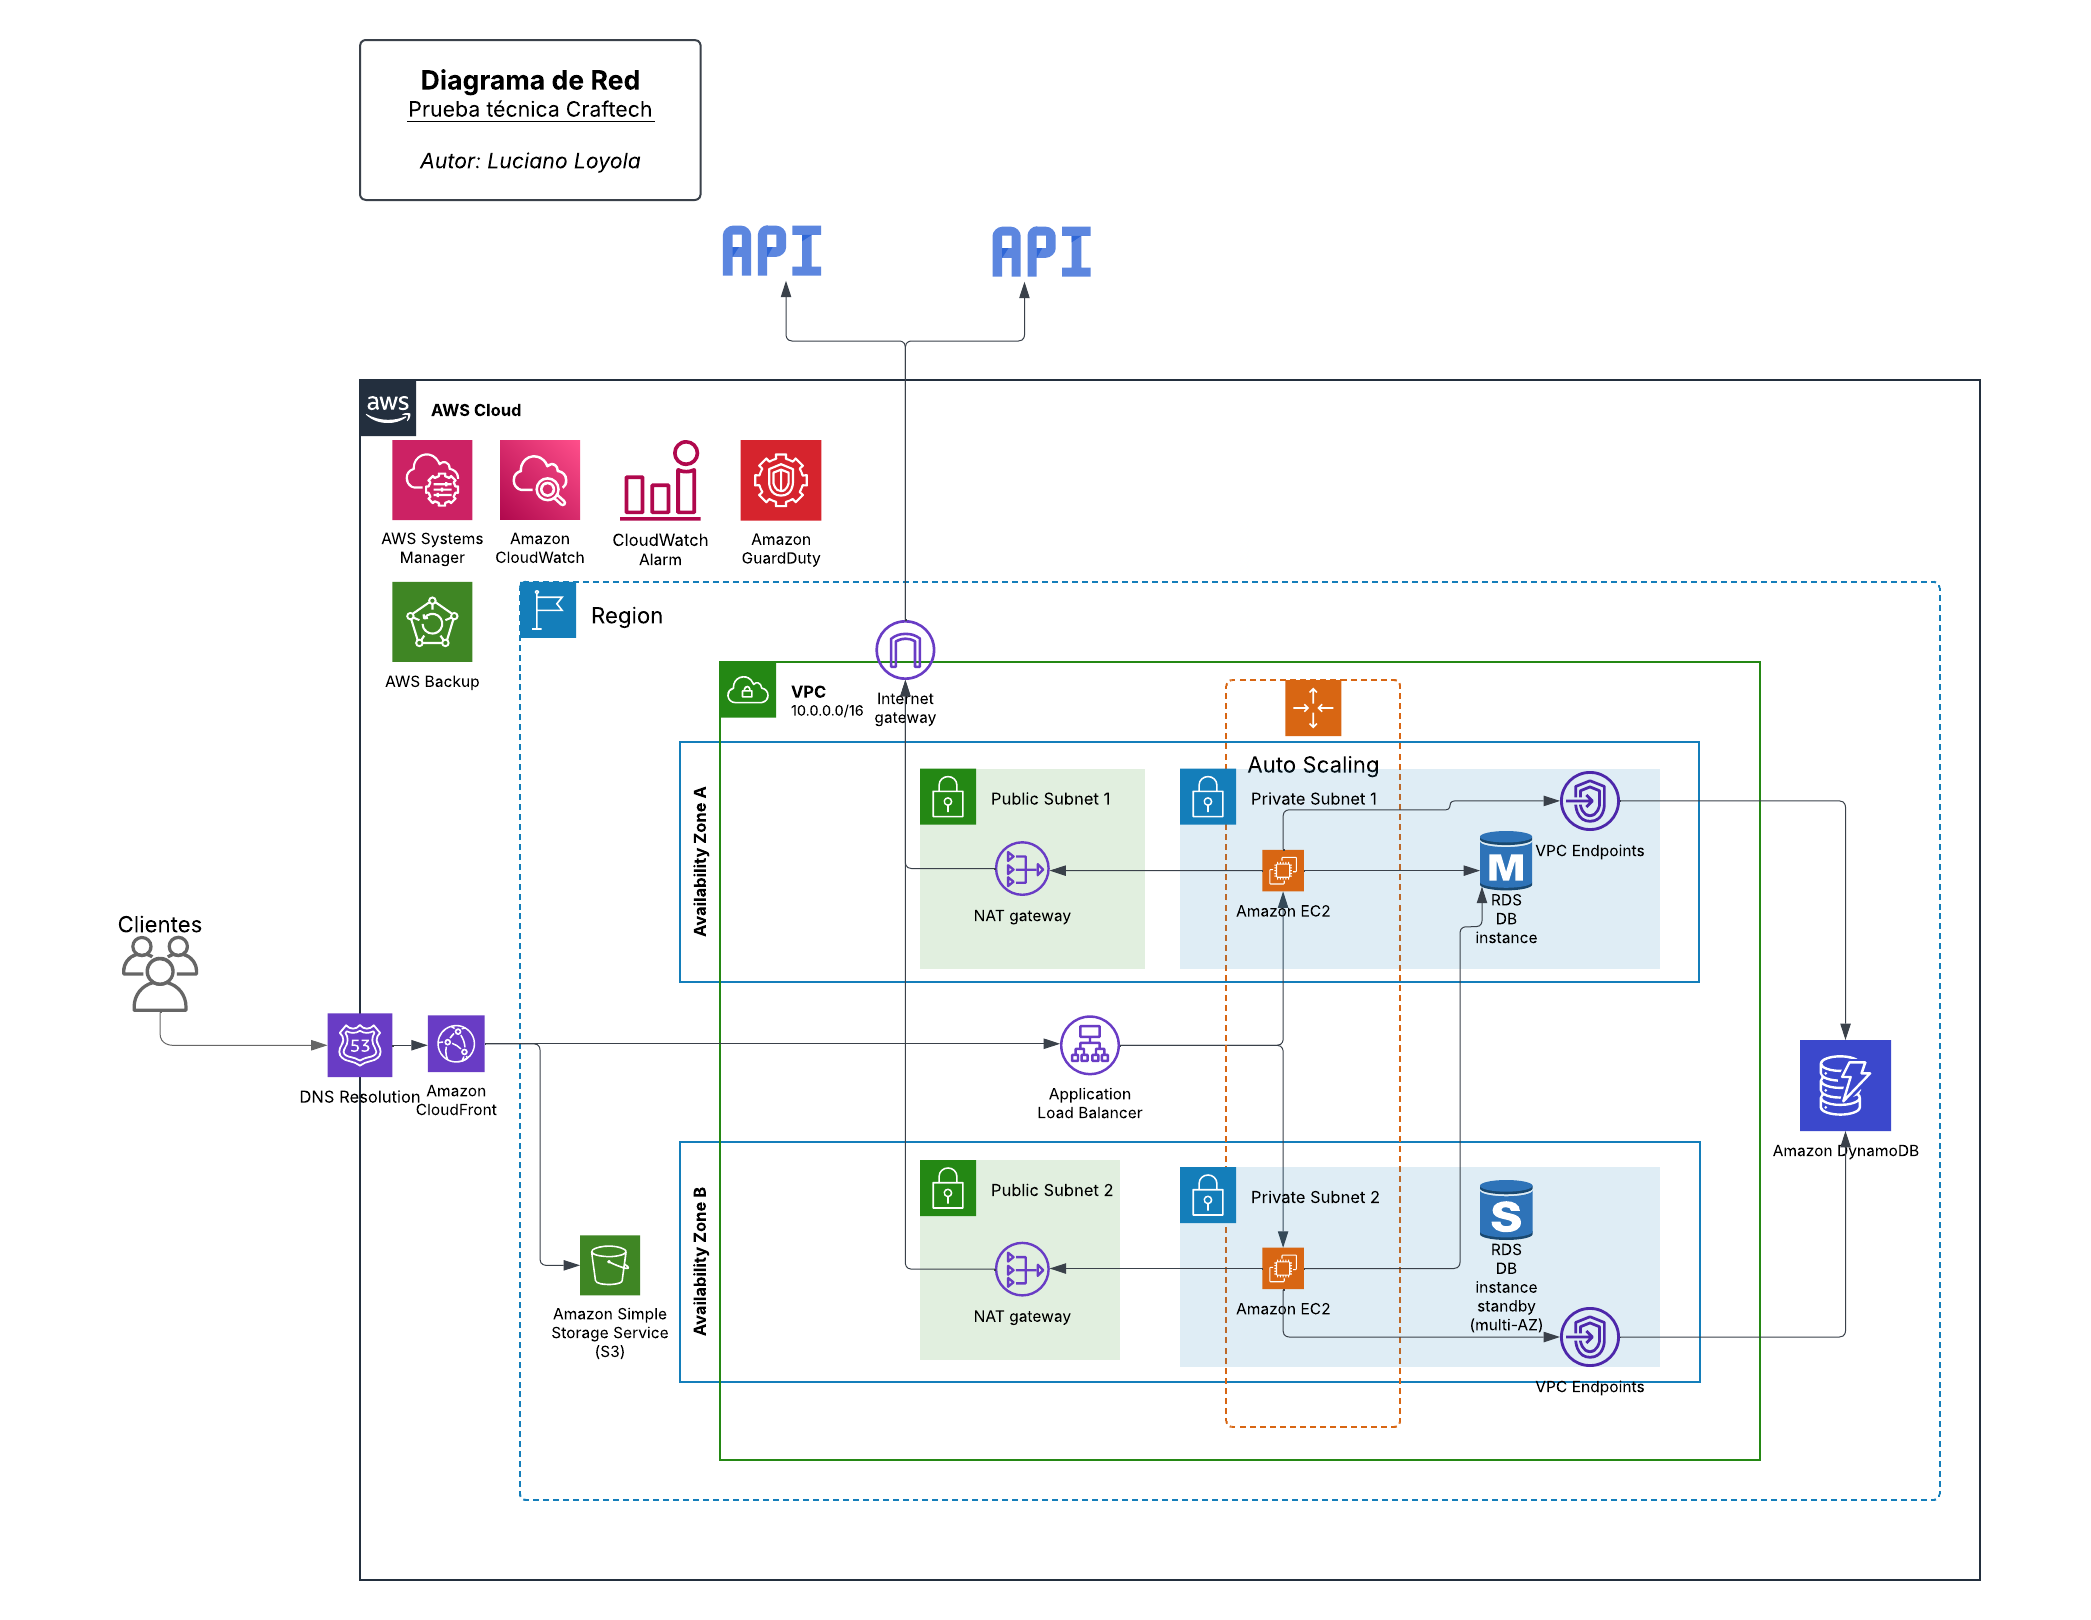 Diagrama de Red
Prueba técnica Craftech
Autor: Luciano Loyola
API
API
aws
AWS Cloud
AWS Systems
Manager
Amazon
CloudWatch
CloudWatch
Alarm
Amazon
GuardDuty
AWS Backup
Region
VPC
10.0.0.0/16
Internet
gateway
Auto Scaling
Availability Zone A
Public Subnet 1
NAT gateway
Private Subnet 1
Amazon EC2
VPC Endpoints
M
RDS
DB
instance
Clientes
53
DNS Resolution
Amazon
CloudFront
Application
Load Balancer
Amazon DynamoDB
Amazon Simple
Storage Service
(S3)
Availability Zone B
Public Subnet 2
NAT gateway
Private Subnet 2
Amazon EC2
S
RDS
DB
instance
standby
(multi-AZ)
VPC Endpoints